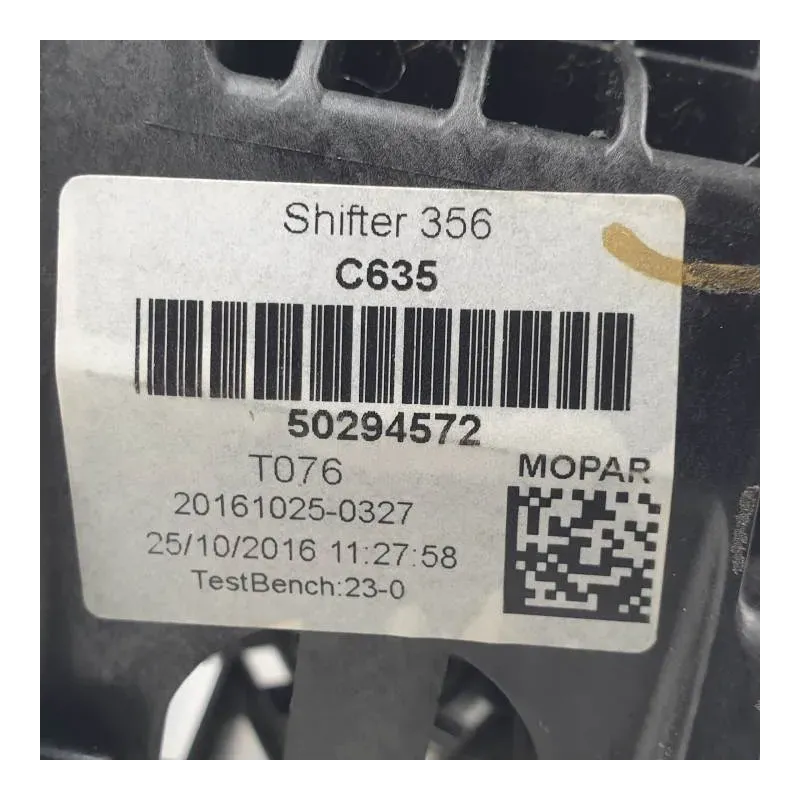 Shifter 356
C635
50294572
T076
MOPAR
20161025-0327
25/10/2016 11:27:58
TestBench:23-0